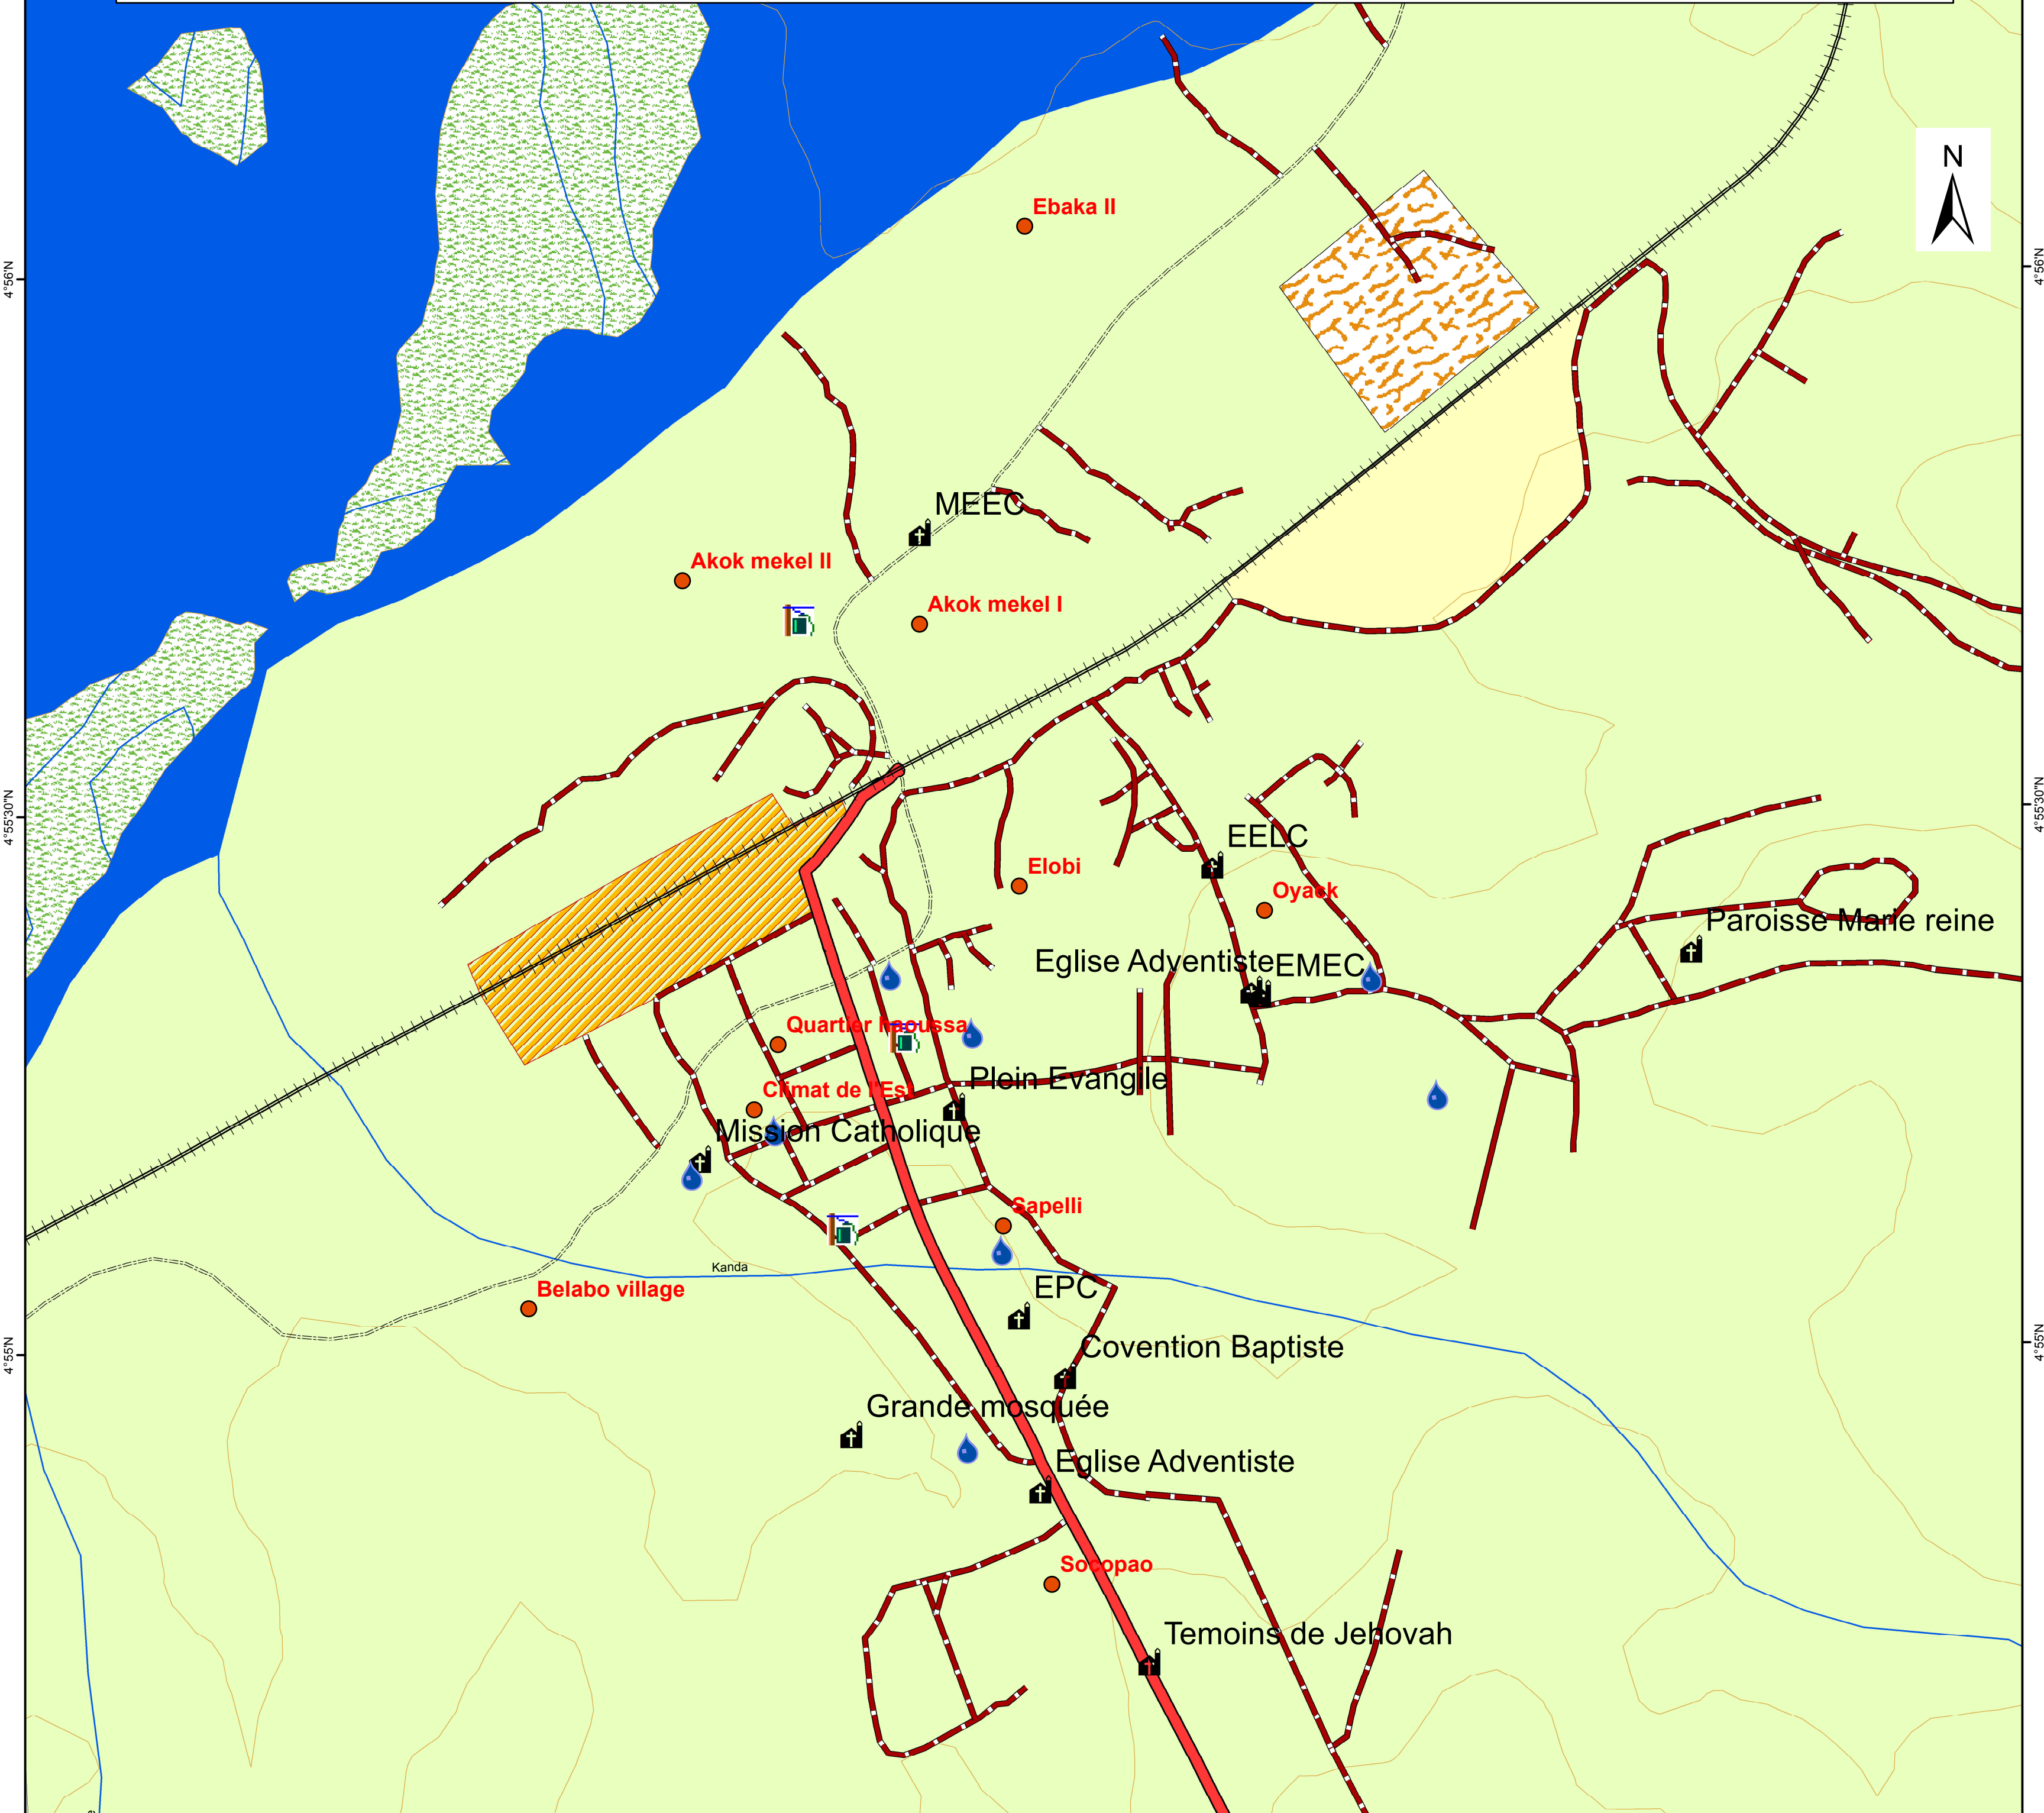 N
Ebaka II
4°56'N
4°56'N
MEEC
Akok mekel II
Akok mekel I
4°55'30"N
4°55'30"N
EELC
Elobi
Oyack
Paroisse Marie reine
Eglise Adventiste
EMEC
Quartier haoussa
Plein Evangile
Climat de l'Est
Mission Catholique
Sapelli
Kanda
Belabo village
EPC
4°55'N
4°55'N
Covention Baptiste
Grande mosquée
Eglise Adventiste
Socopao
Temoins de Jehovah